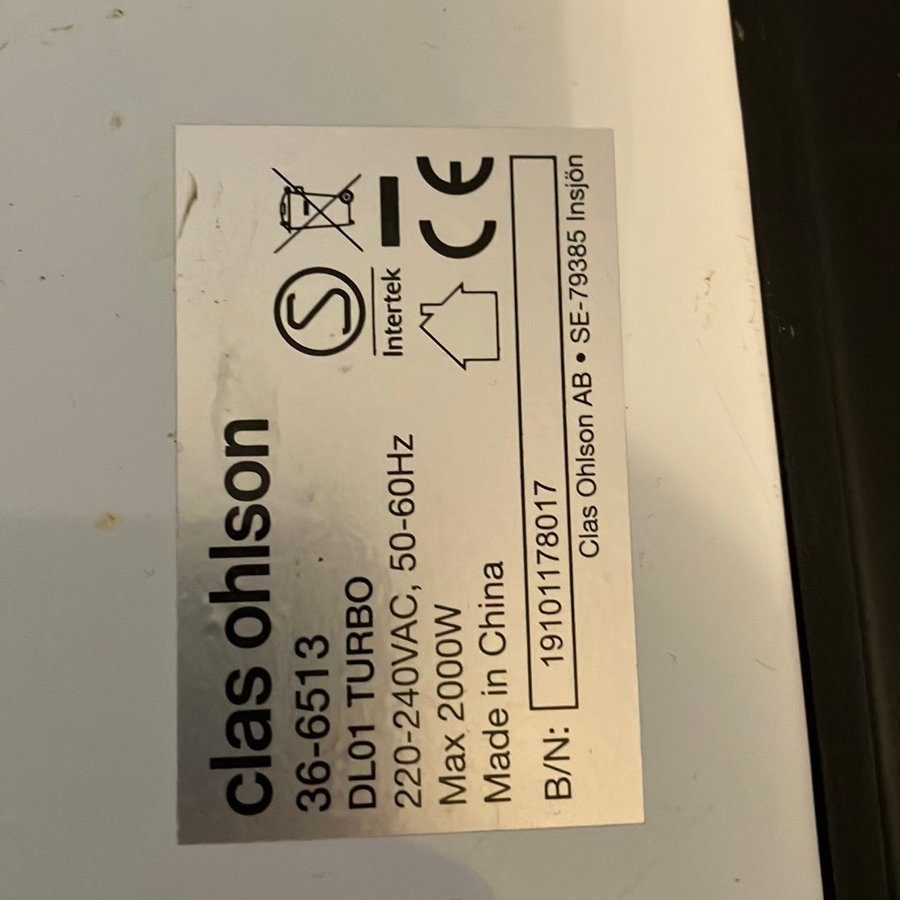 clas ohlson
36-6513
DL01 TURBO
220-240VAC, 50-60Hz
Max 2000W
Made in China
S
Intertek
CE
B/N: 19101178017
Clas Ohlson AB • SE-79385 Insjön